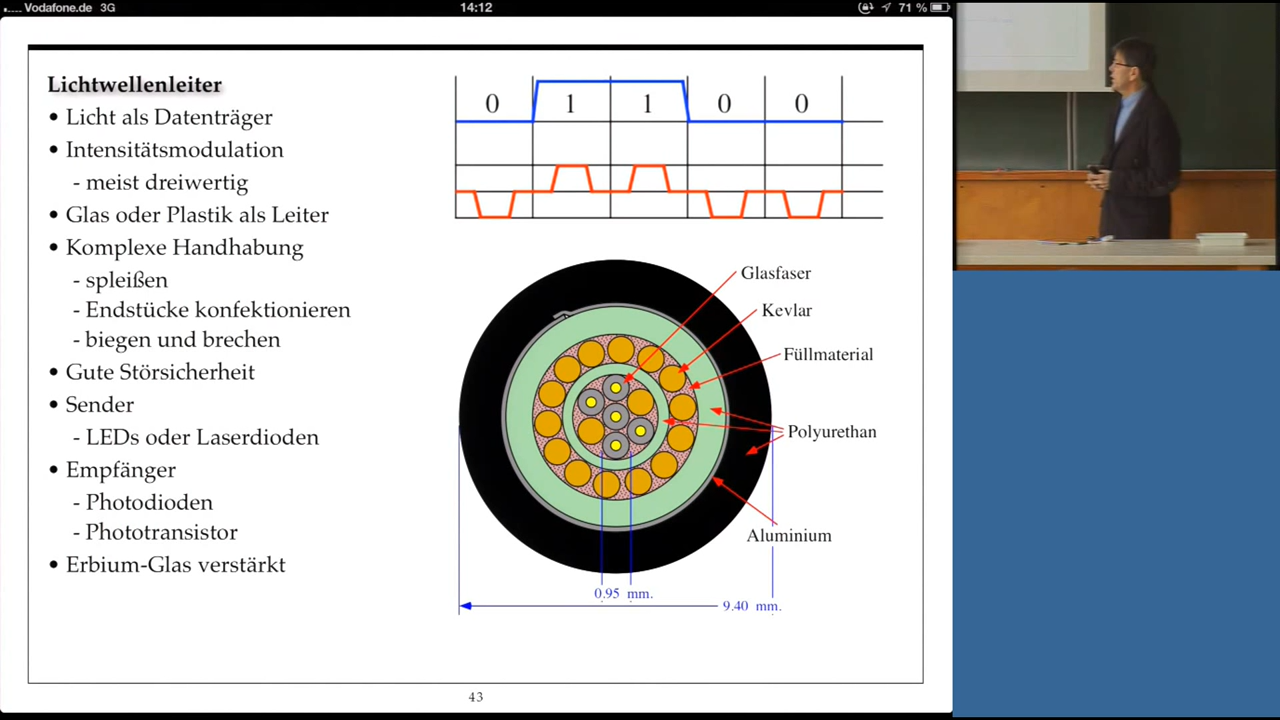 Vodafone.de 3G 14:12 71 %
Lichtwellenleiter
• Licht als Datenträger
• Intensitätsmodulation
- meist dreiwertig
• Glas oder Plastik als Leiter
• Komplexe Handhabung
- spleißen
- Endstücke konfektionieren
- biegen und brechen
• Gute Störsicherheit
• Sender
- LEDs oder Laserdioden
• Empfänger
- Photodioden
- Phototransistor
• Erbium-Glas verstärkt
0 1 1 0 0
Glasfaser
Kevlar
Füllmaterial
Polyurethan
Aluminium
0.95 mm.
9.40 mm.
43